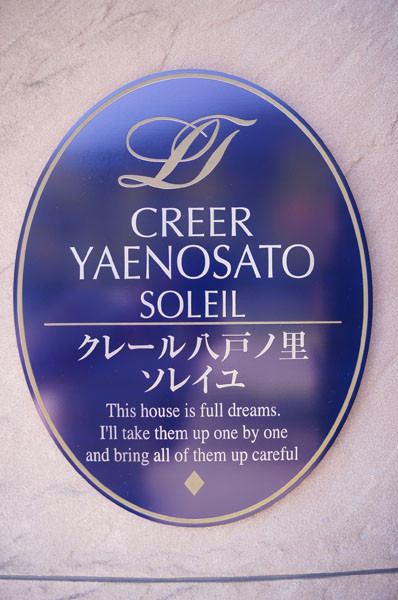 LT
CREER
YAENOSATO
SOLEIL
クレール八戸ノ里
ソレイユ
This house is full dreams.
I'll take them up one by one
and bring all of them up careful